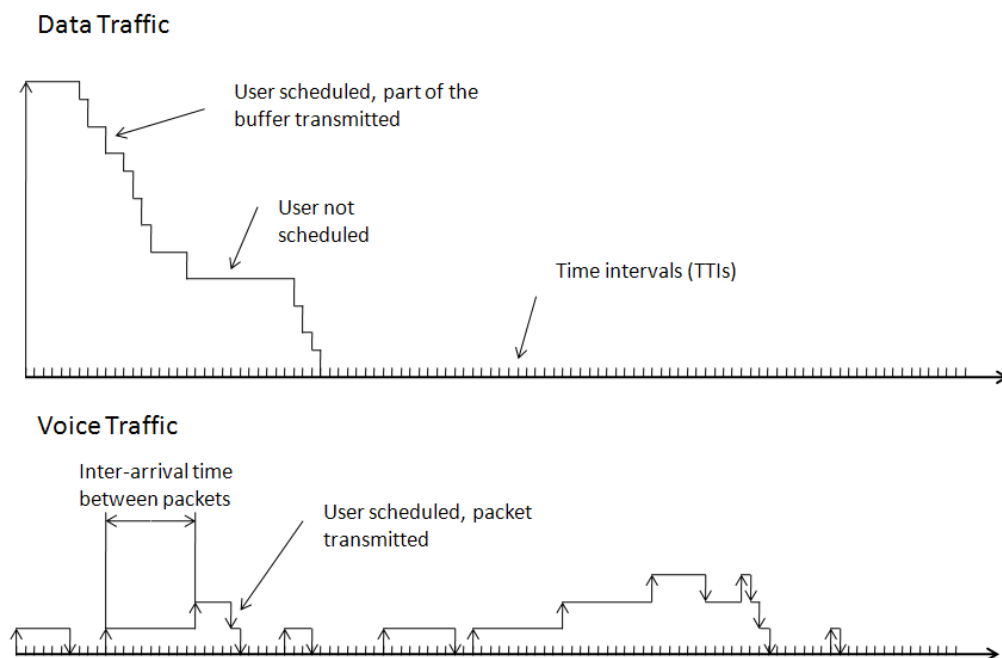 Data Traffic
User scheduled, part of the
buffer transmitted
User not
scheduled
Time intervals (TTIs)
Voice Traffic
Inter-arrival time
between packets
User scheduled, packet
transmitted